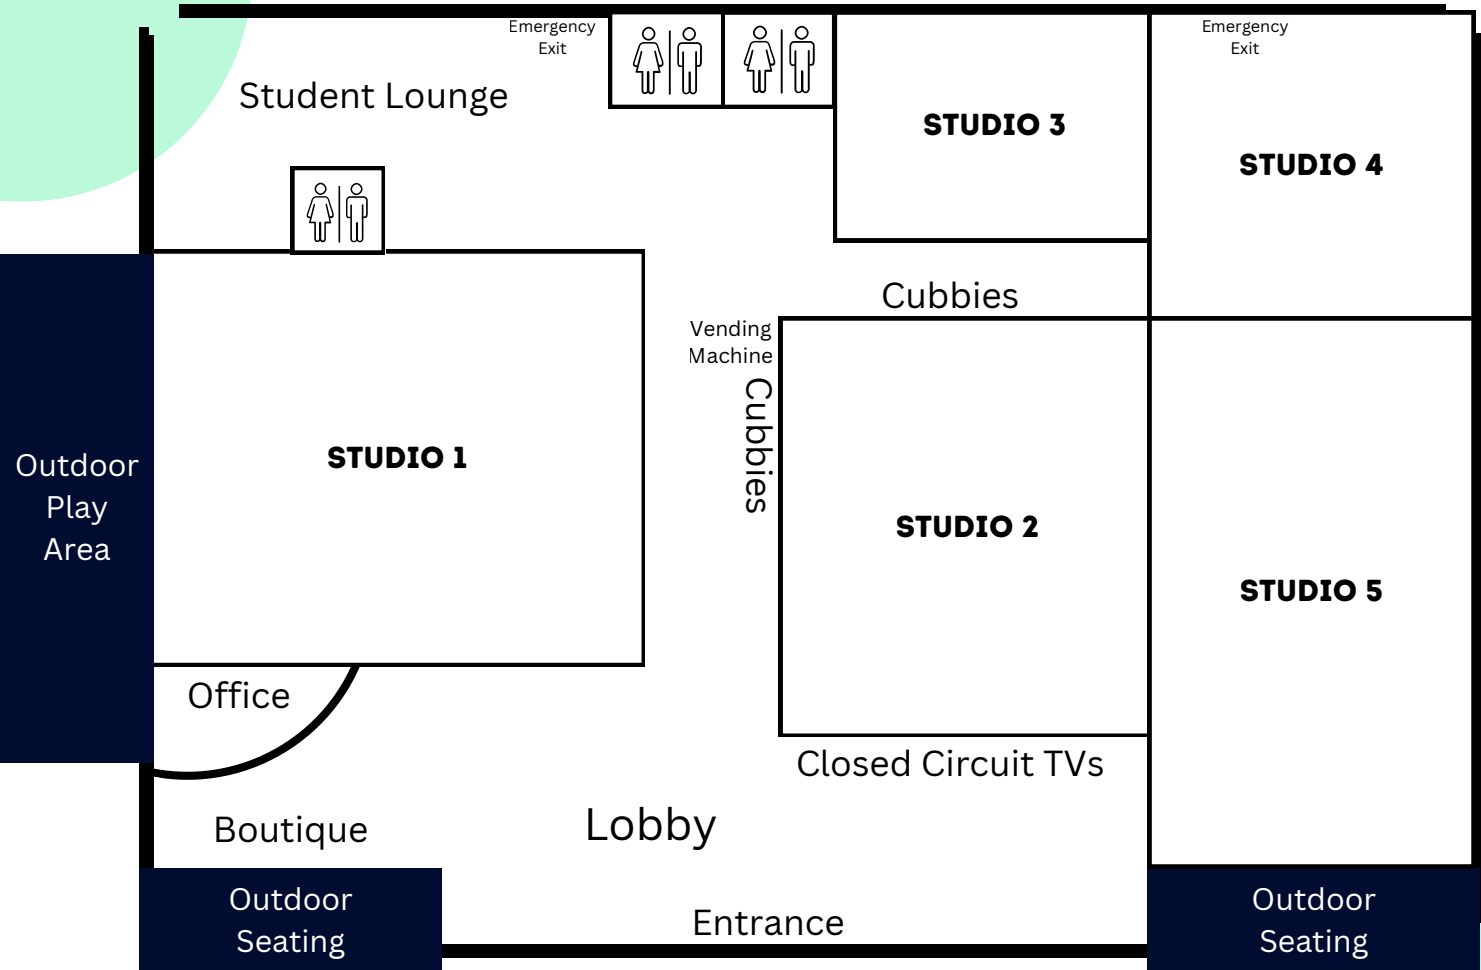 Emergency
Exit
Emergency
Exit
Student Lounge
STUDIO 3
STUDIO 4
Cubbies
Vending
Machine
Cubbies
STUDIO 1
Outdoor
Play
Area
STUDIO 2
STUDIO 5
Office
Closed Circuit TVs
Boutique
Lobby
Outdoor
Seating
Entrance
Outdoor
Seating